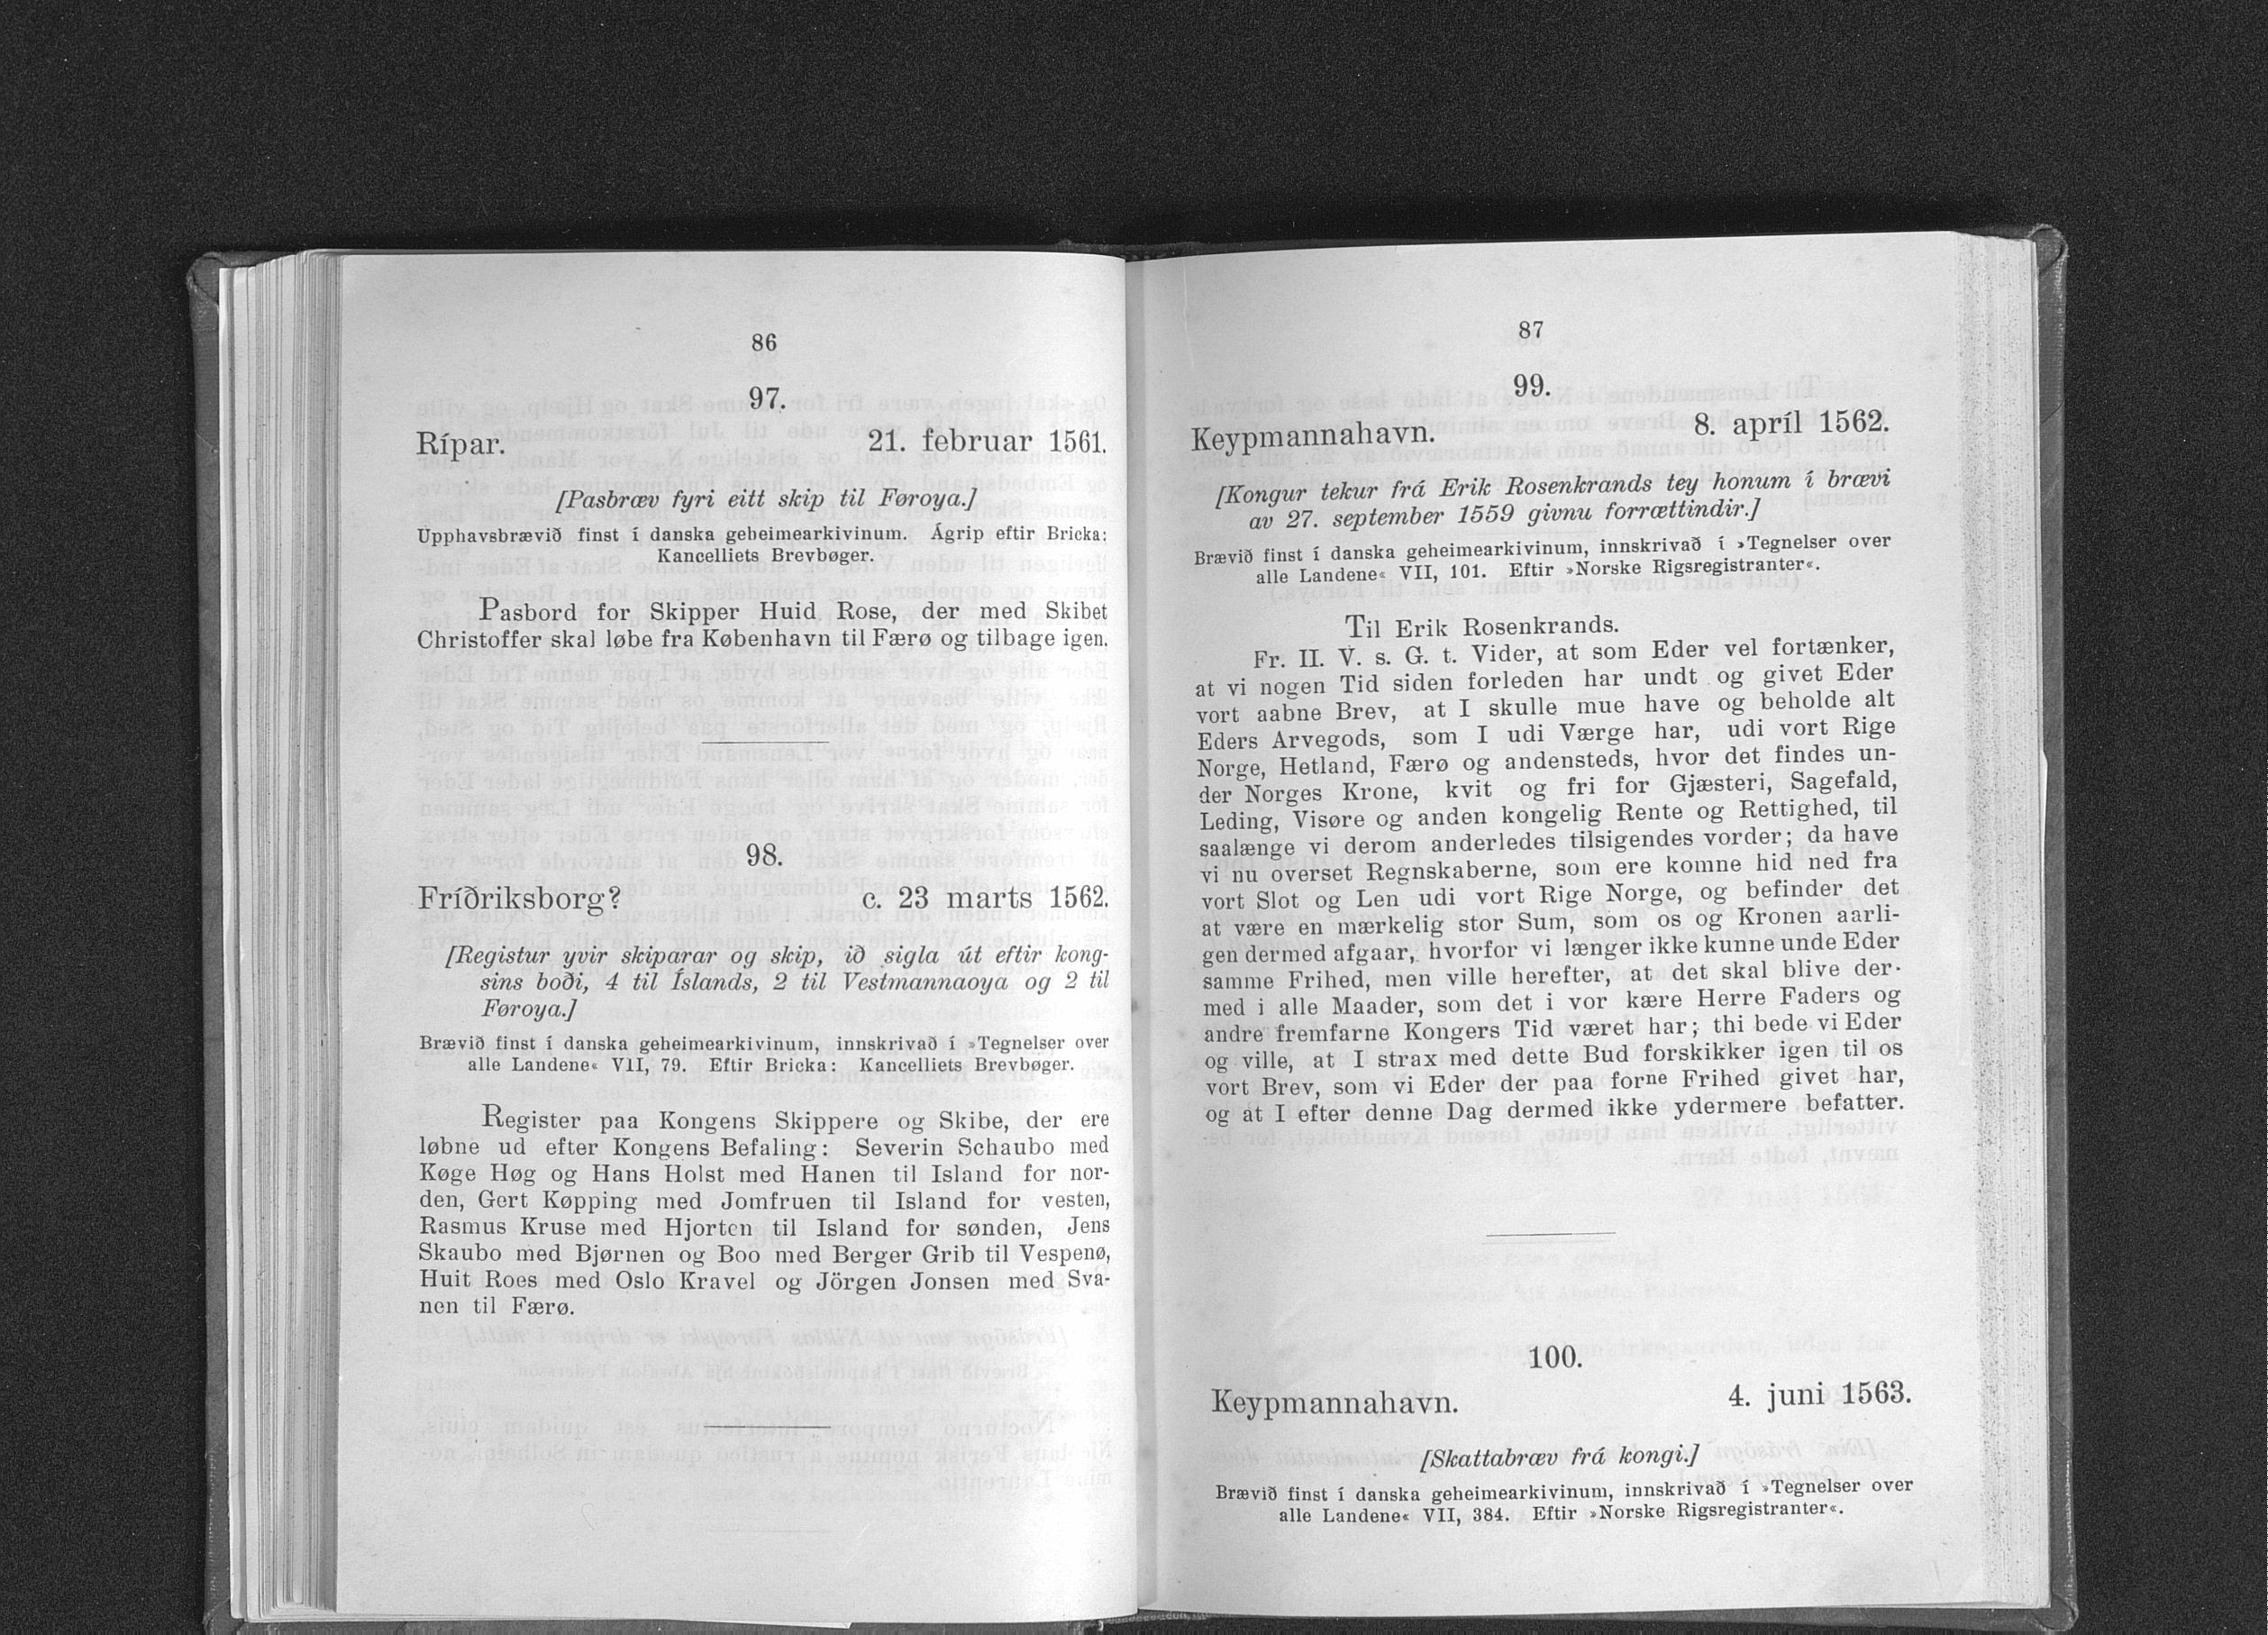 86
97.
Rípar. 21. februar 1561.
[Pasbræv fyri eitt skip til Føroya.]
Upphavsbrævið finst í danska geheimearkivinum. Ágrip eftir Bricka:
Kancelliets Brevbøger.
Pasbord for Skipper Huid Rose, der med Skibet
Christoffer skal løbe fra København til Færø og tilbage igen.
98.
Fríðriksborg? c. 23 marts 1562.
[Registur yvir skiparar og skip, ið sigla út eftir kong-
sins boði, 4 til Íslands, 2 til Vestmannaoya og 2 til
Føroya.]
Brævið finst í danska geheimearkivinum, innskrivað í »Tegnelser over
alle Landene« VII, 79. Eftir Bricka: Kancelliets Brevbøger.
Register paa Kongens Skippere og Skibe, der ere
løbne ud efter Kongens Befaling: Severin Schaubo med
Køge Høg og Hans Holst med Hanen til Island for nor-
den, Gert Køpping med Jomfruen til Island for vesten,
Rasmus Kruse med Hjorten til Island for sønden, Jens
Skaubo med Bjørnen og Boo med Berger Grib til Vespenø,
Huit Roes med Oslo Kravel og Jörgen Jonsen med Sva-
nen til Færø.
87
99.
Keypmannahavn. 8. apríl 1562.
[Kongur tekur frá Erik Rosenkrands tey honum í brævi
av 27. september 1559 givnu forrættindir.]
Brævið finst í danska geheimearkivinum, innskrivað í »Tegnelser over
alle Landene« VII, 101. Eftir »Norske Rigsregistranter«.
Til Erik Rosenkrands.
Fr. II. V. s. G. t. Vider, at som Eder vel fortænker,
at vi nogen Tid siden forleden har undt og givet Eder
vort aabne Brev, at I skulle mue have og beholde alt
Eders Arvegods, som I udi Værge har, udi vort Rige
Norge, Hetland, Færø og andensteds, hvor det findes un-
der Norges Krone, kvit og fri for Gjæsteri, Sagefald,
Leding, Visøre og anden kongelig Rente og Rettighed, til
saalænge vi derom anderledes tilsigendes vorder; da have
vi nu overset Regnskaberne, som ere komne hid ned fra
vort Slot og Len udi vort Rige Norge, og befinder det
at være en mærkelig stor Sum, som os og Kronen aarli-
gen dermed afgaar, hvorfor vi længer ikke kunne unde Eder
samme Frihed, men ville herefter, at det skal blive der-
med i alle Maader, som det i vor kære Herre Faders og
andre fremfarne Kongers Tid været har; thi bede vi Eder
og ville, at I strax med dette Bud forskikker igen til os
vort Brev, som vi Eder der paa forne Frihed givet har,
og at I efter denne Dag dermed ikke ydermere befatter.
100.
Keypmannahavn. 4. juni 1563.
[Skattabræv frá kongi.]
Brævið finst í danska geheimearkivinum, innskrivað í »Tegnelser over
alle Landene« VII, 384. Eftir »Norske Rigsregistranter«.